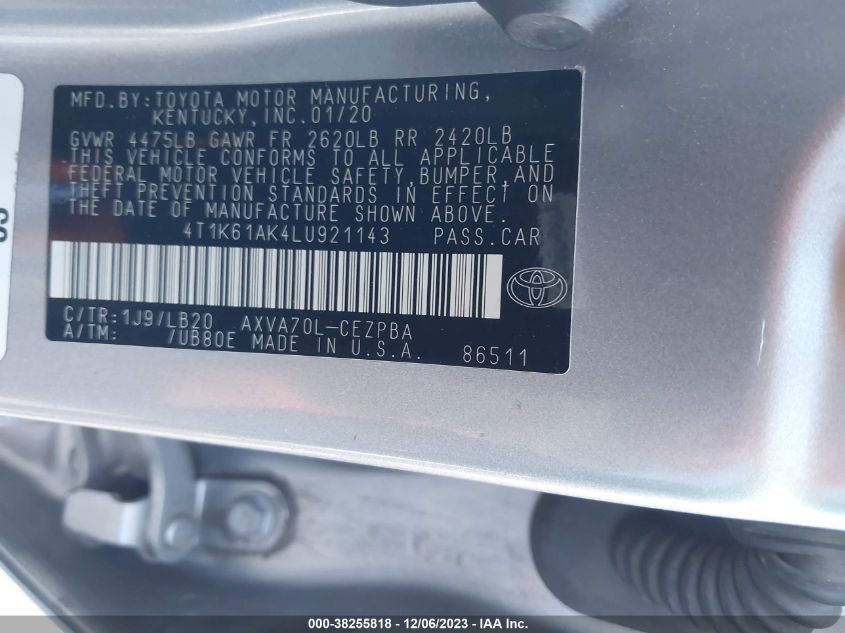 MFD.BY:TOYOTA MOTOR MANUFACTURING,
KENTUCKY,INC.01/20
GVWR 4475LB GAWR FR 2620LB RR 2420LB
THIS VEHICLE CONFORMS TO ALL APPLICABLE
FEDERAL MOTOR VEHICLE SAFETY,BUMPER,AND
THEFT PREVENTION STANDARDS IN EFFECT ON
THE DATE OF MANUFACTURE SHOWN ABOVE.
4T1K61AK4LU921143 PASS.CAR
C/TR:1J9/LB20 AXVA70L-CEZPBA
A/TM: /UB80E MADE IN U.S.A. 86511
000-38255818 - 12/06/2023 - IAA Inc.